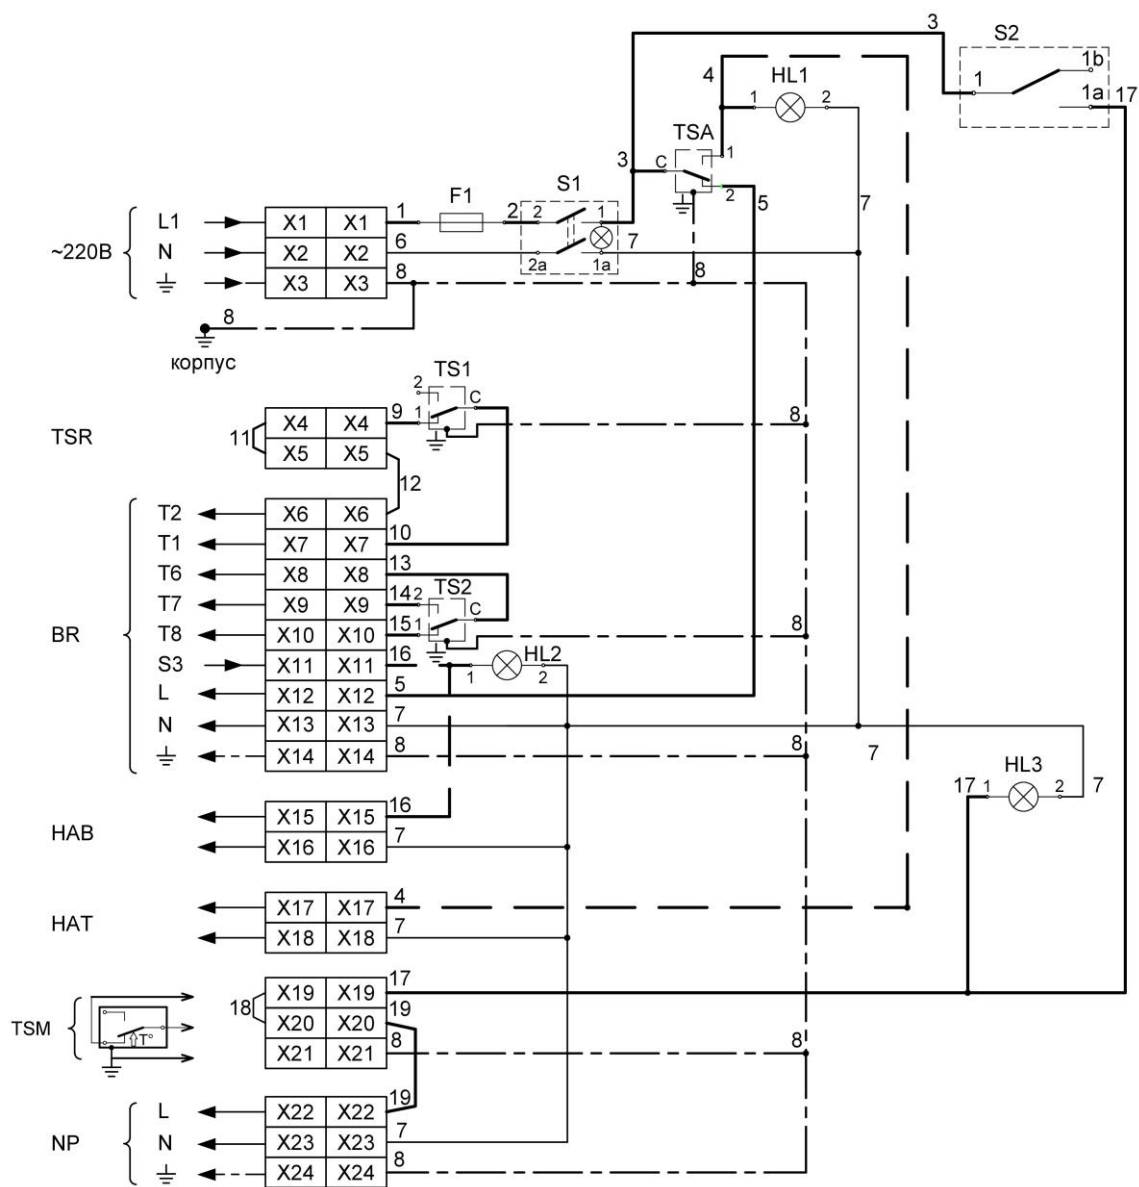 3 S2
4 HL1 1b
1 2 1 1a 17
TSA
3 C 1
F1 S1 2 5 7
L1 X1 X1 1 2 2 1
~220В N X2 X2 6 7
2a 1a
X3 X3 8 8
8
корпус
TS1
2 C
X4 X4 9 1 8
TSR 11
X5 X5
12
T2 X6 X6
T1 X7 X7 10
T6 X8 X8 13
TS2
T7 X9 X9 14 2 C
BR T8 X10 X10 15 1 8
S3 X11 X11 16 HL2
1 2
L X12 X12 5
N X13 X13 7
X14 X14 8 8 7
HL3
17 1 2 7
X15 X15 16
HAB
X16 X16 7
X17 X17 4
HAT
X18 X18 7
X19 X19 17
18
TSM X20 X20 19
T°
X21 X21 8 8
19
L X22 X22
NP N X23 X23 7
X24 X24 8